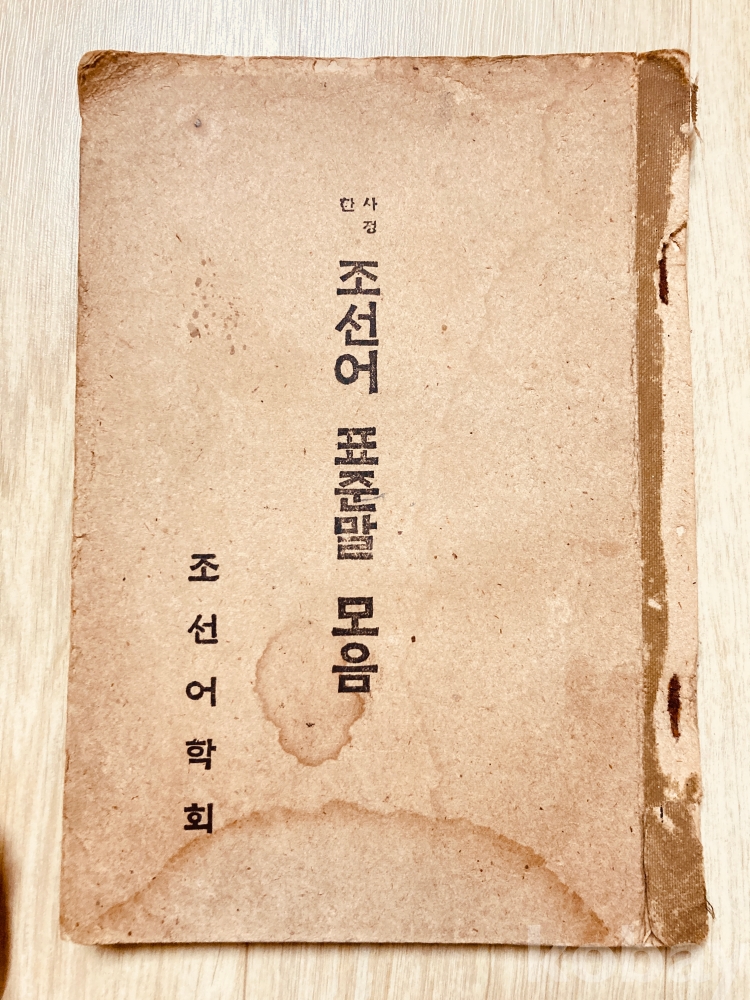 사정
한
조선어 표준말 모음
조선어학회